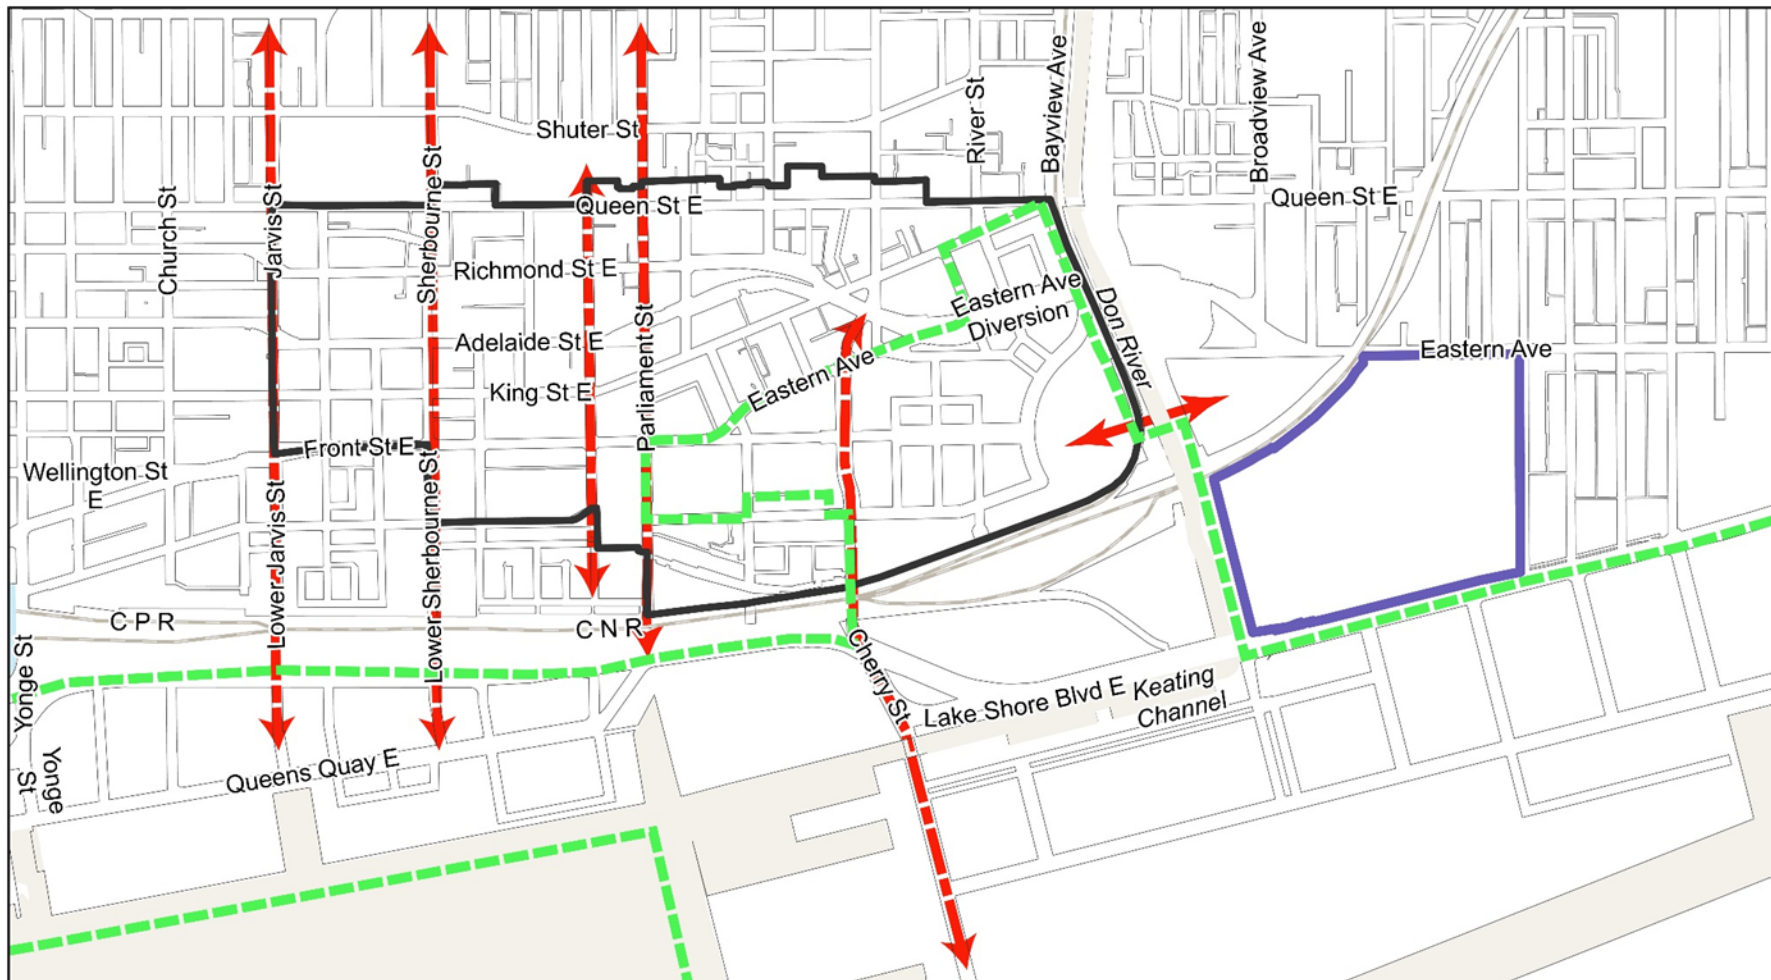 Shuter St
River St
Bayview Ave
Broadview Ave
Church St
Jarvis St
Sherbourne St
Queen St E
Queen St E
Richmond St E
Eastern Ave
Diversion
Don River
Adelaide St E
Parliament St
Eastern Ave
Eastern Ave
King St E
Front St E
Wellington St
E
Lower Jarvis St
Lower Sherbourne St
C P R
C N R
Yonge St
Cherry St
Lake Shore Blvd E
Keating
Channel
Queens Quay E
Yonge
St